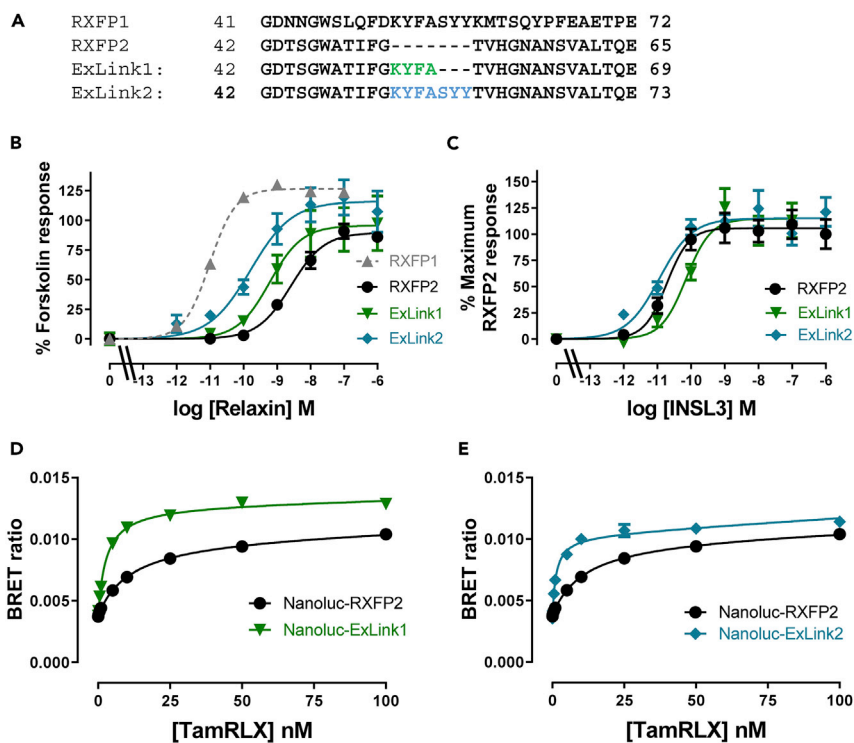 A
RXFP1 41 GDNNGWSLQFDKYFASYYKMTSQYPFEAETPE 72
RXFP2 42 GDTSGWATIFG-------TVHGNANSVALTQE 65
ExLink1: 42 GDTSGWATIFGKYFA---TVHGNANSVALTQE 69
ExLink2: 42 GDTSGWATIFGKYFASYYTVHGNANSVALTQE 73
B
% Forskolin response
125
100
75
50
25
0
RXFP1
RXFP2
ExLink1
ExLink2
-13 -12 -11 -10 -9 -8 -7 -6
log [Relaxin] M
C
% Maximum
RXFP2 response
150
125
100
75
50
25
0
RXFP2
ExLink1
ExLink2
-13 -12 -11 -10 -9 -8 -7 -6
log [INSL3] M
D
BRET ratio
0.015
0.010
0.005
0.000
Nanoluc-RXFP2
Nanoluc-ExLink1
0 25 50 75 100
[TamRLX] nM
E
BRET ratio
0.015
0.010
0.005
0.000
Nanoluc-RXFP2
Nanoluc-ExLink2
0 25 50 75 100
[TamRLX] nM